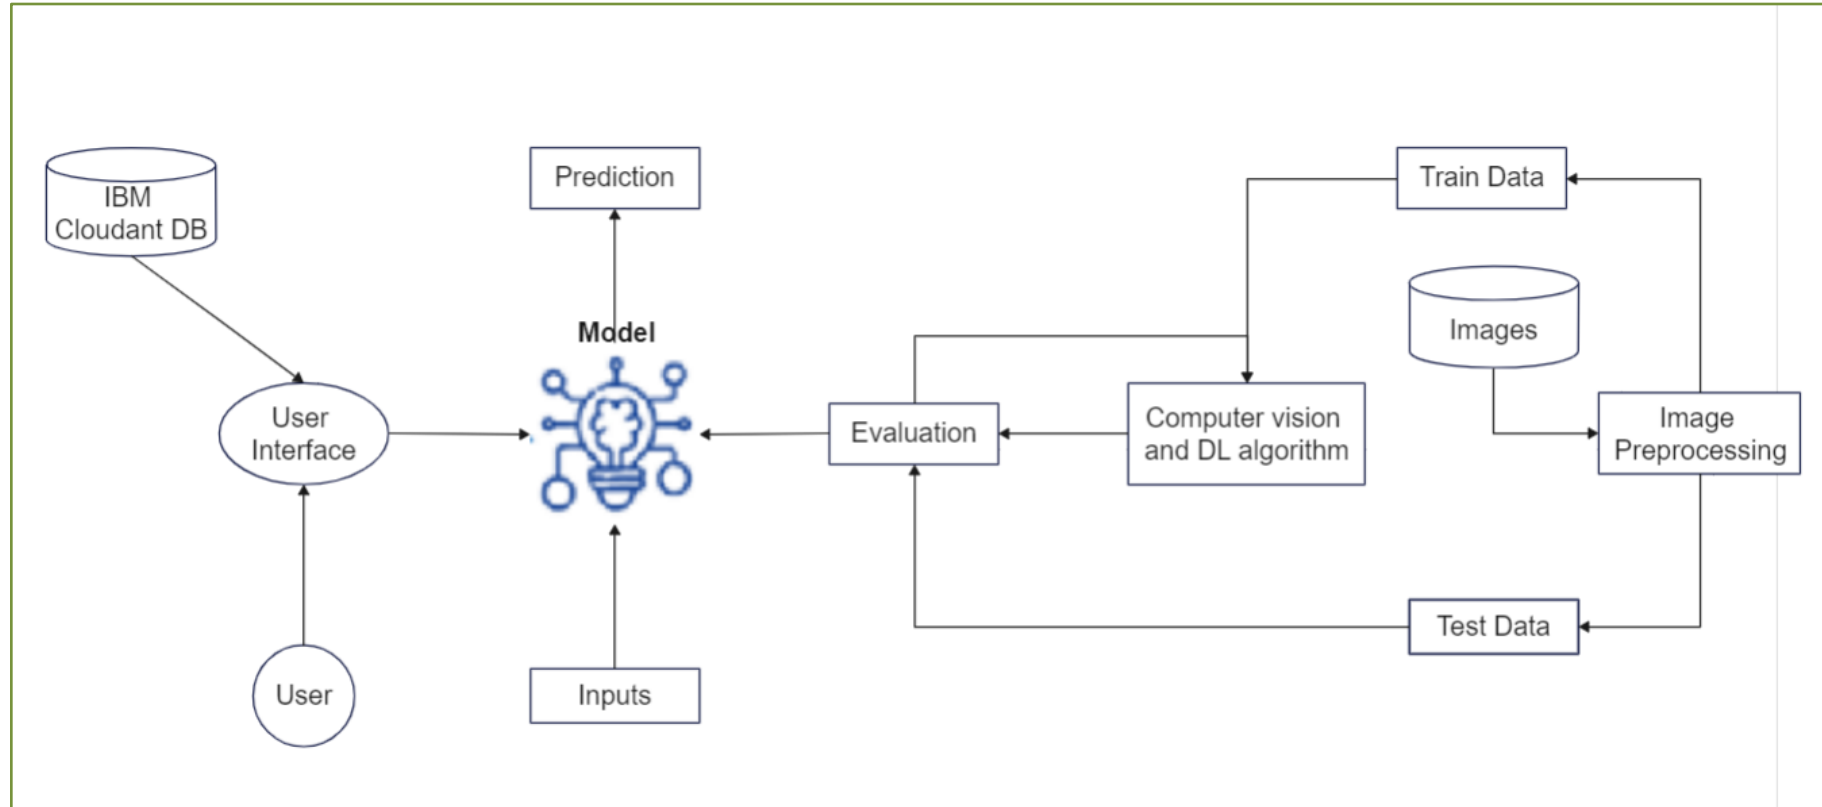 IBM
Cloudant DB
Prediction
Train Data
Model
Images
User
Interface
Evaluation
Computer vision
and DL algorithm
Image
Preprocessing
Test Data
User
Inputs